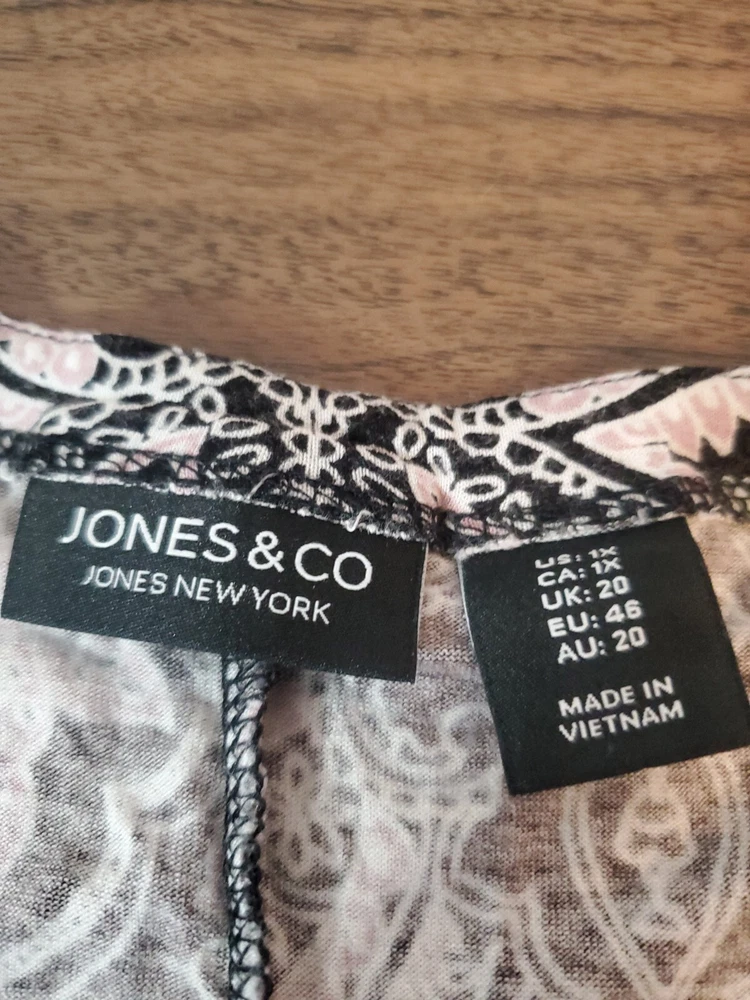 JONES & CO
JONES NEW YORK
US: 1X
CA: 1X
UK: 20
EU: 46
AU: 20
MADE IN
VIETNAM